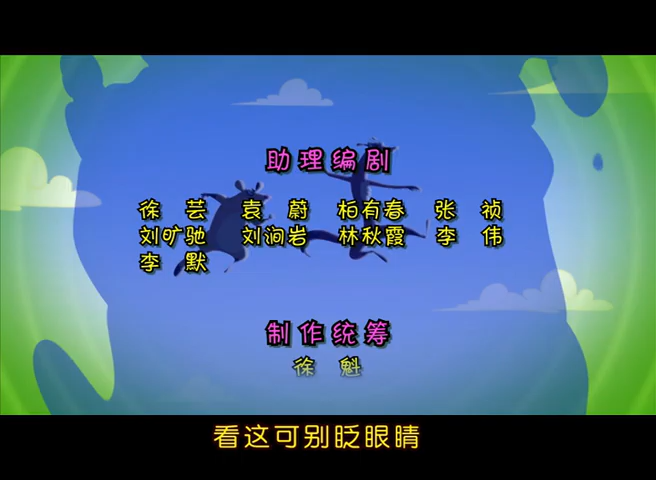 助理编剧
徐芸 袁蔚 柏有春 张祯
刘旷驰 刘涧岩 林秋霞 李伟
李默
制作统筹
徐魁
看这可别眨眼睛